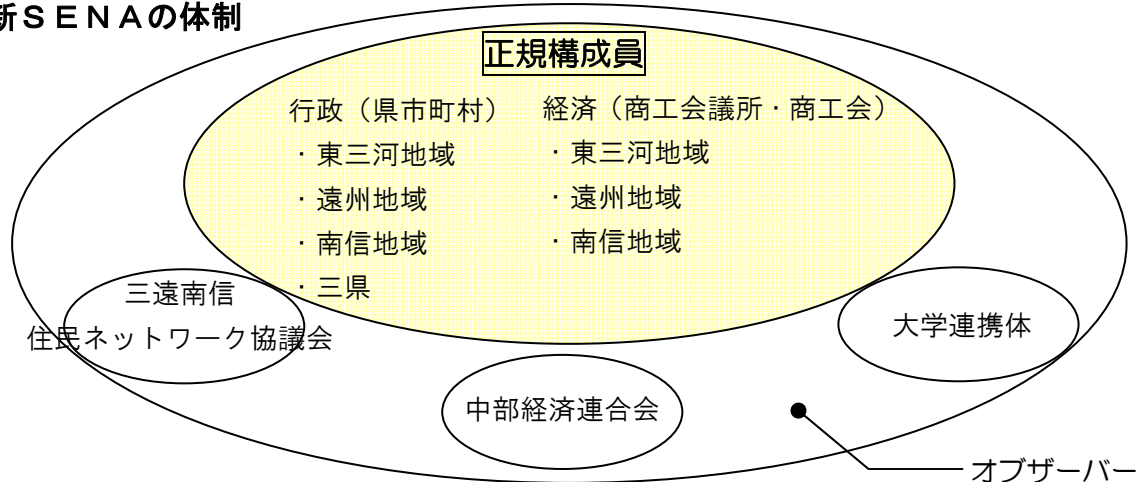 新ＳＥＮＡの体制
正規構成員
行政（県市町村）
・東三河地域
・遠州地域
・南信地域
・三県
経済（商工会議所・商工会）
・東三河地域
・遠州地域
・南信地域
三遠南信
住民ネットワーク協議会
中部経済連合会
大学連携体
オブザーバー